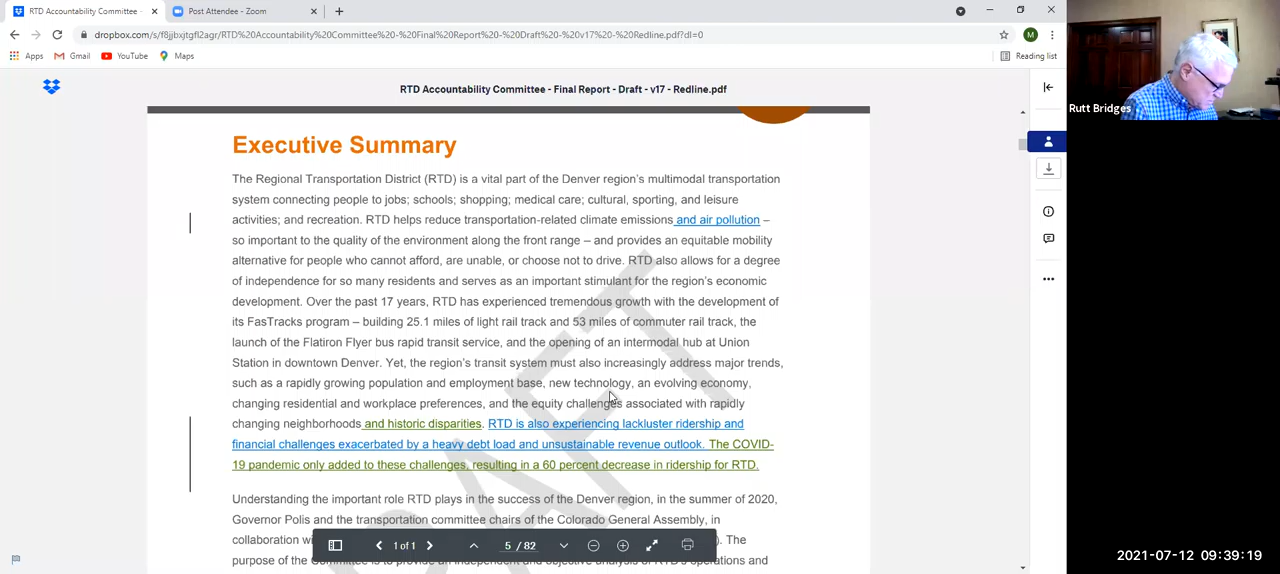 RTD Accountability Committee -
Post Attendee - Zoom
dropbox.com/s/f8jjbxjtgfl2agr/RTD%20Accountability%20Committee%20-%20Final%20Report%20-%20Draft%20-%20v17%20-%20Redline.pdf?dl=0
M
Apps
Gmail
YouTube
Maps
Reading list
RTD Accountability Committee - Final Report - Draft - v17 - Redline.pdf
Rutt Bridges
Executive Summary
The Regional Transportation District (RTD) is a vital part of the Denver region's multimodal transportation
system connecting people to jobs; schools; shopping; medical care; cultural, sporting, and leisure
activities; and recreation. RTD helps reduce transportation-related climate emissions and air pollution –
so important to the quality of the environment along the front range – and provides an equitable mobility
alternative for people who cannot afford, are unable, or choose not to drive. RTD also allows for a degree
of independence for so many residents and serves as an important stimulant for the region's economic
development. Over the past 17 years, RTD has experienced tremendous growth with the development of
its FasTracks program – building 25.1 miles of light rail track and 53 miles of commuter rail track, the
launch of the Flatiron Flyer bus rapid transit service, and the opening of an intermodal hub at Union
Station in downtown Denver. Yet, the region's transit system must also increasingly address major trends,
such as a rapidly growing population and employment base, new technology, an evolving economy,
changing residential and workplace preferences, and the equity challenges associated with rapidly
changing neighborhoods and historic disparities. RTD is also experiencing lackluster ridership and
financial challenges exacerbated by a heavy debt load and unsustainable revenue outlook. The COVID-
19 pandemic only added to these challenges, resulting in a 60 percent decrease in ridership for RTD.
Understanding the important role RTD plays in the success of the Denver region, in the summer of 2020,
Governor Polis and the transportation committee chairs of the Colorado General Assembly, in
collaboration wi
). The
purpose of the Committee is to provide an independent and objective analysis of RTD's operations and
1 of 1
5 / 82
DRAFT
2021-07-12 09:39:19